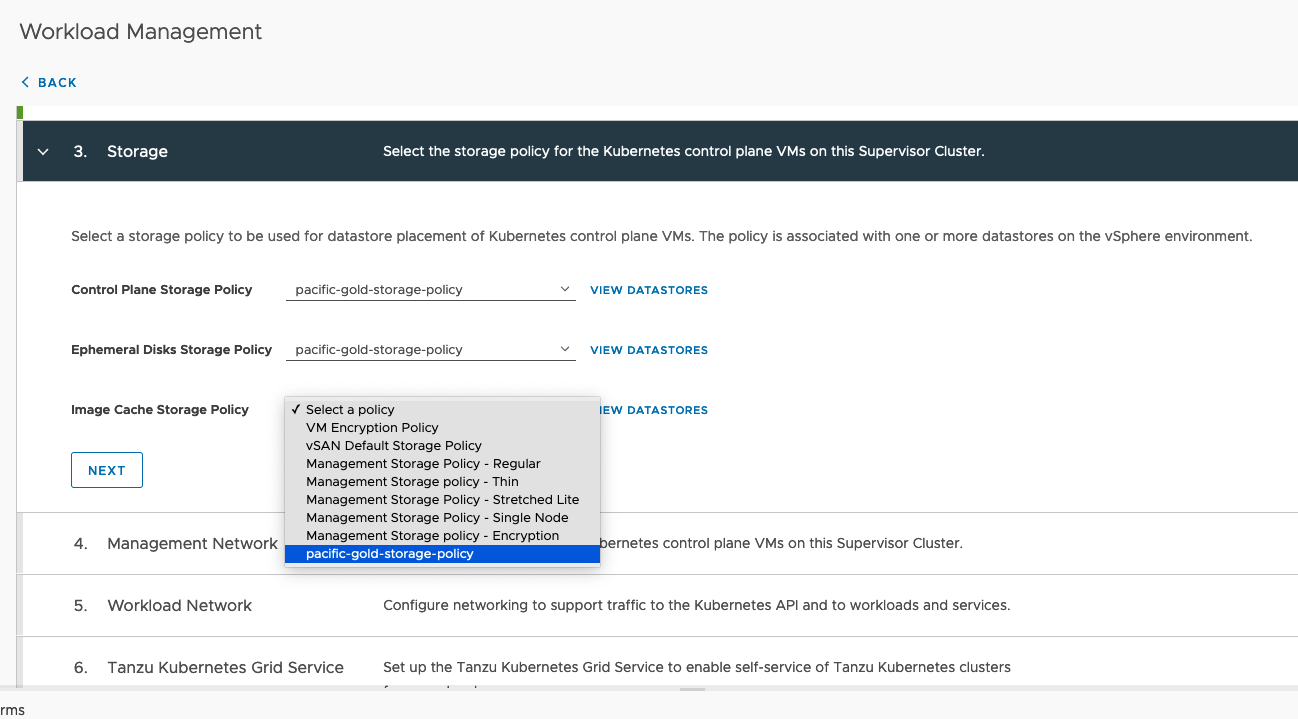 Workload Management
BACK
3. Storage Select the storage policy for the Kubernetes control plane VMs on this Supervisor Cluster.
Select a storage policy to be used for datastore placement of Kubernetes control plane VMs. The policy is associated with one or more datastores on the vSphere environment.
Control Plane Storage Policy pacific-gold-storage-policy VIEW DATASTORES
Ephemeral Disks Storage Policy pacific-gold-storage-policy VIEW DATASTORES
Image Cache Storage Policy IEW DATASTORES
✓ Select a policy
VM Encryption Policy
vSAN Default Storage Policy
Management Storage Policy - Regular
Management Storage policy - Thin
Management Storage Policy - Stretched Lite
Management Storage Policy - Single Node
Management Storage policy - Encryption
pacific-gold-storage-policy
NEXT
4. Management Network bernetes control plane VMs on this Supervisor Cluster.
5. Workload Network Configure networking to support traffic to the Kubernetes API and to workloads and services.
6. Tanzu Kubernetes Grid Service Set up the Tanzu Kubernetes Grid Service to enable self-service of Tanzu Kubernetes clusters
rms